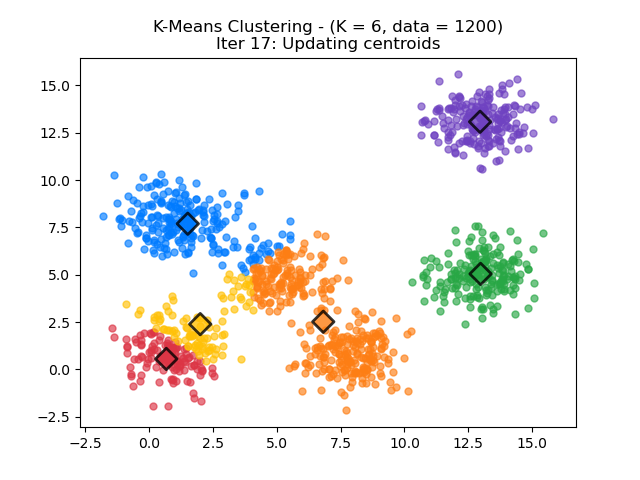 K-Means Clustering - (K = 6, data = 1200)
Iter 17: Updating centroids
15.0
12.5
10.0
7.5
5.0
2.5
0.0
−2.5
−2.5 0.0 2.5 5.0 7.5 10.0 12.5 15.0